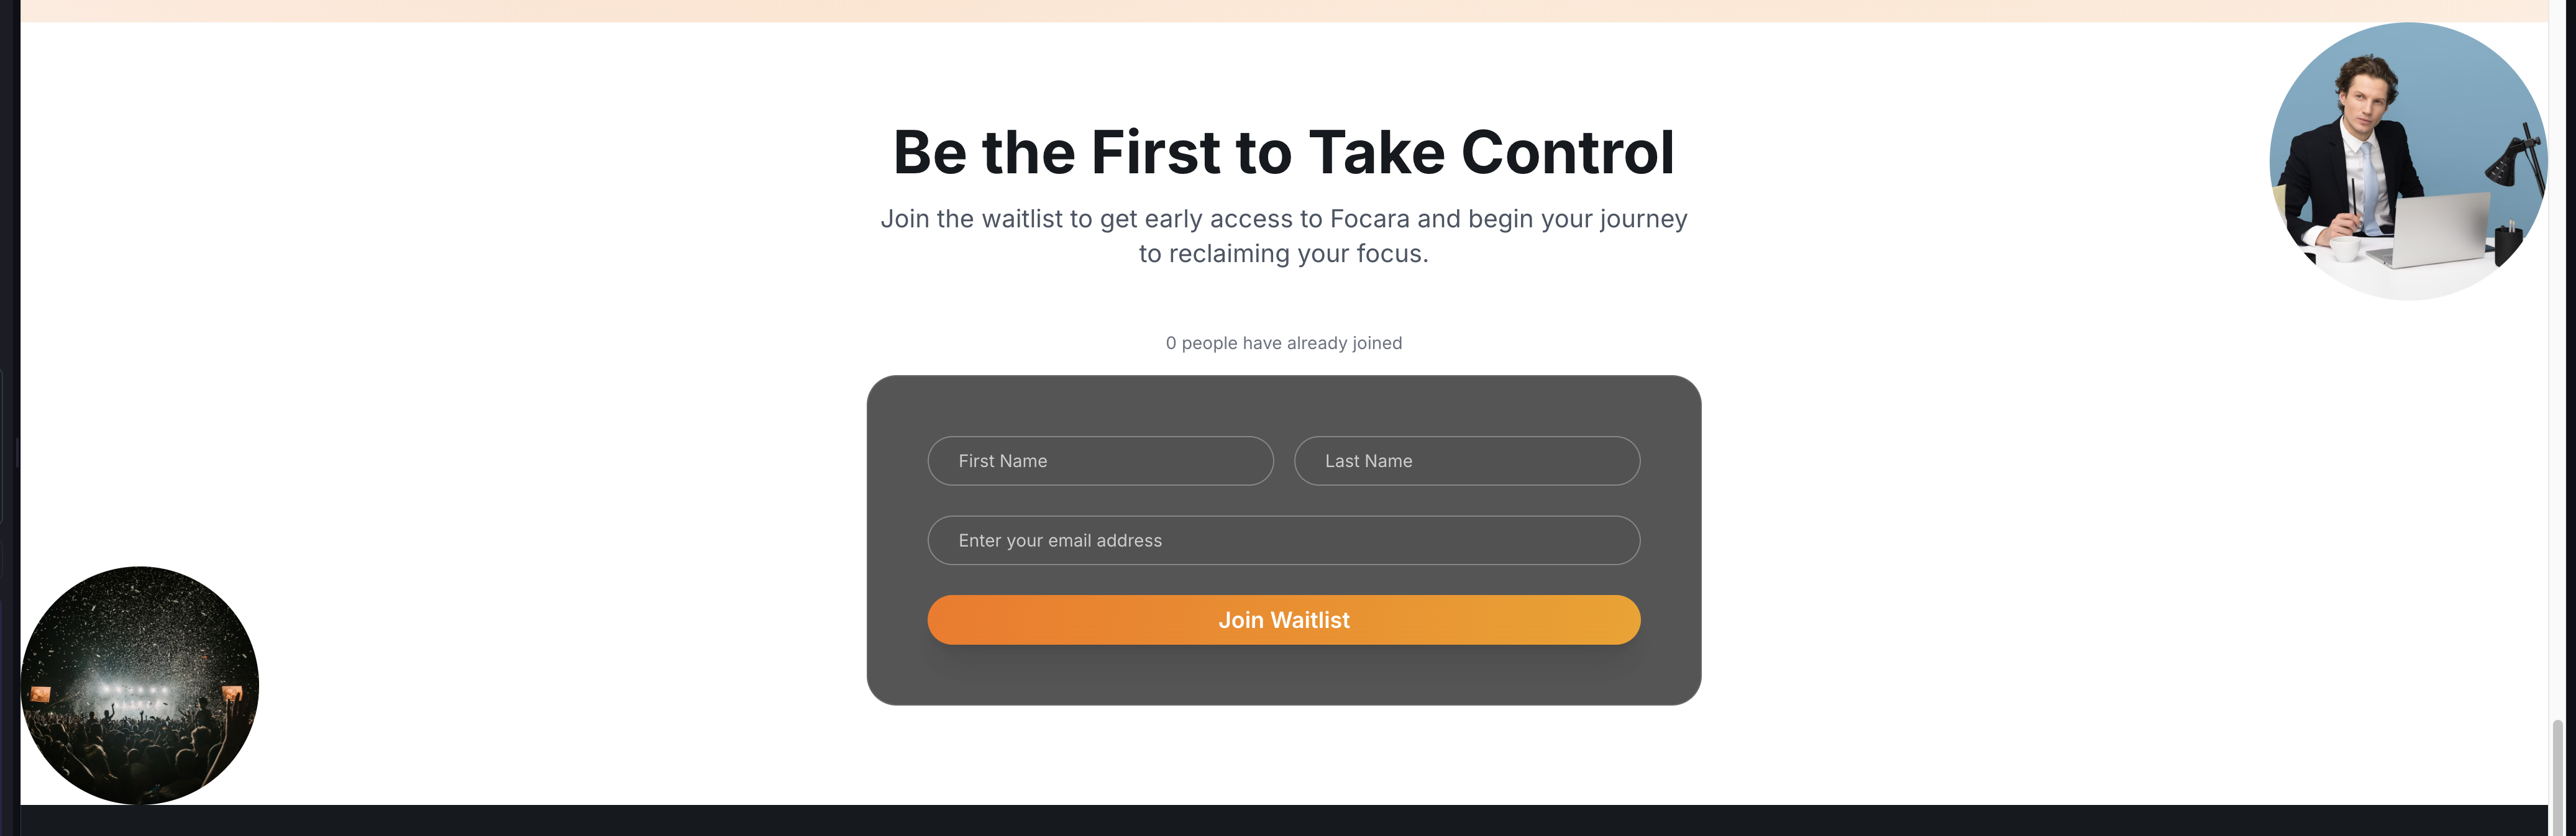 Be the First to Take Control
Join the waitlist to get early access to Focara and begin your journey
to reclaiming your focus.
0 people have already joined
First Name
Last Name
Enter your email address
Join Waitlist